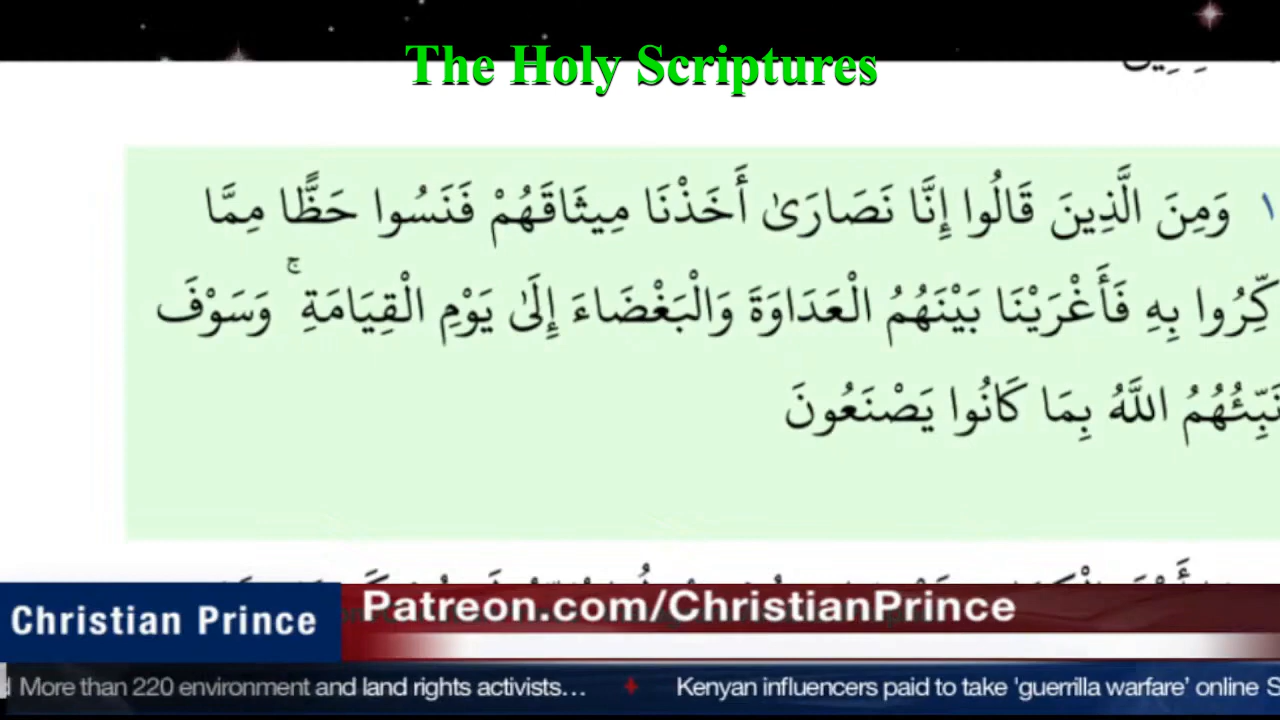 The Holy Scriptures
وَمِنَ الَّذِينَ قَالُوا إِنَّا نَصَارَىٰ أَخَذْنَا مِيثَاقَهُمْ فَنَسُوا حَظًّا مِمَّا
كِّرُوا بِهِ فَأَغْرَيْنَا بَيْنَهُمُ الْعَدَاوَةَ وَالْبَغْضَاءَ إِلَىٰ يَوْمِ الْقِيَامَةِ ۚ وَسَوْفَ
نَبِّئُهُمُ اللَّهُ بِمَا كَانُوا يَصْنَعُونَ
Patreon.com/ChristianPrince
Christian Prince
More than 220 environment and land rights activists… Kenyan influencers paid to take 'guerrilla warfare' online